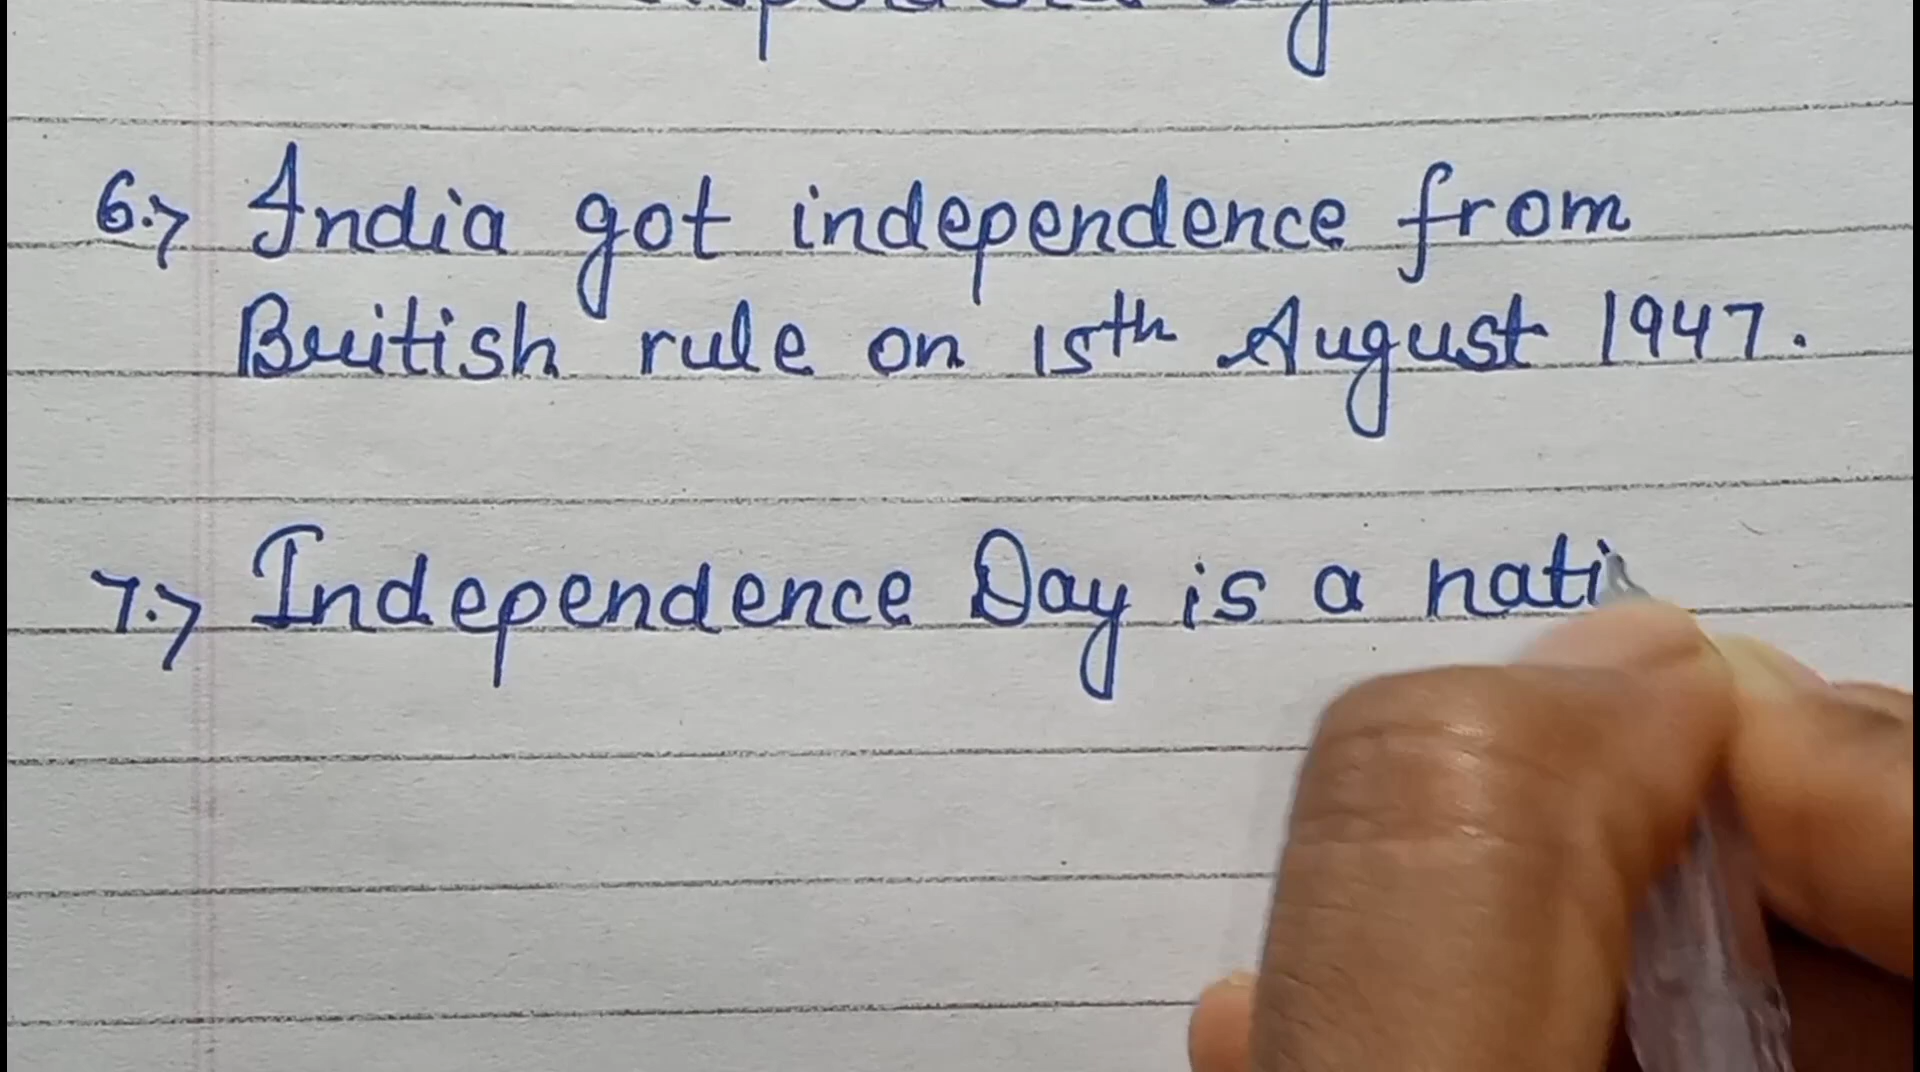 6.> India got independence from
British rule on 15th August 1947.
7.> Independence Day is a nati